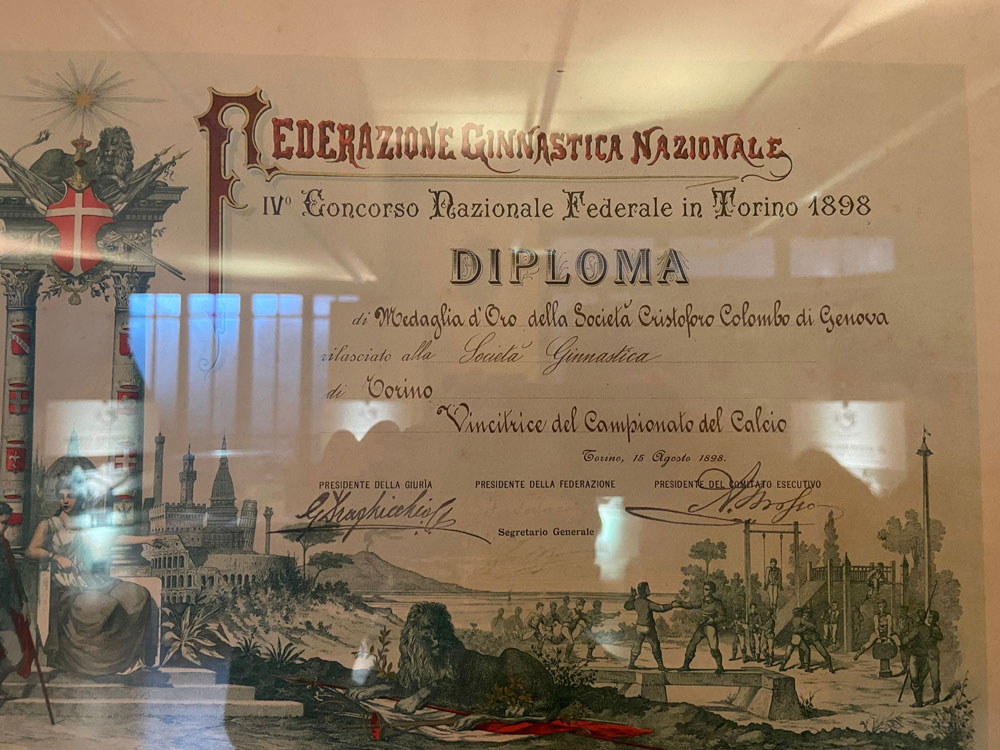 FEDERAZIONE GINNASTICA NAZIONALE
IVº Concorso Nazionale Federale in Torino 1898
DIPLOMA
di Medaglia d'Oro della Società Cristoforo Colombo di Genova
rilasciato alla Società Ginnastica
di Torino
Vincitrice del Campionato del Calcio
Torino, 15 Agosto 1898.
PRESIDENTE DELLA GIURÌA PRESIDENTE DELLA FEDERAZIONE PRESIDENTE DEL COMITATO ESECUTIVO
Segretario Generale